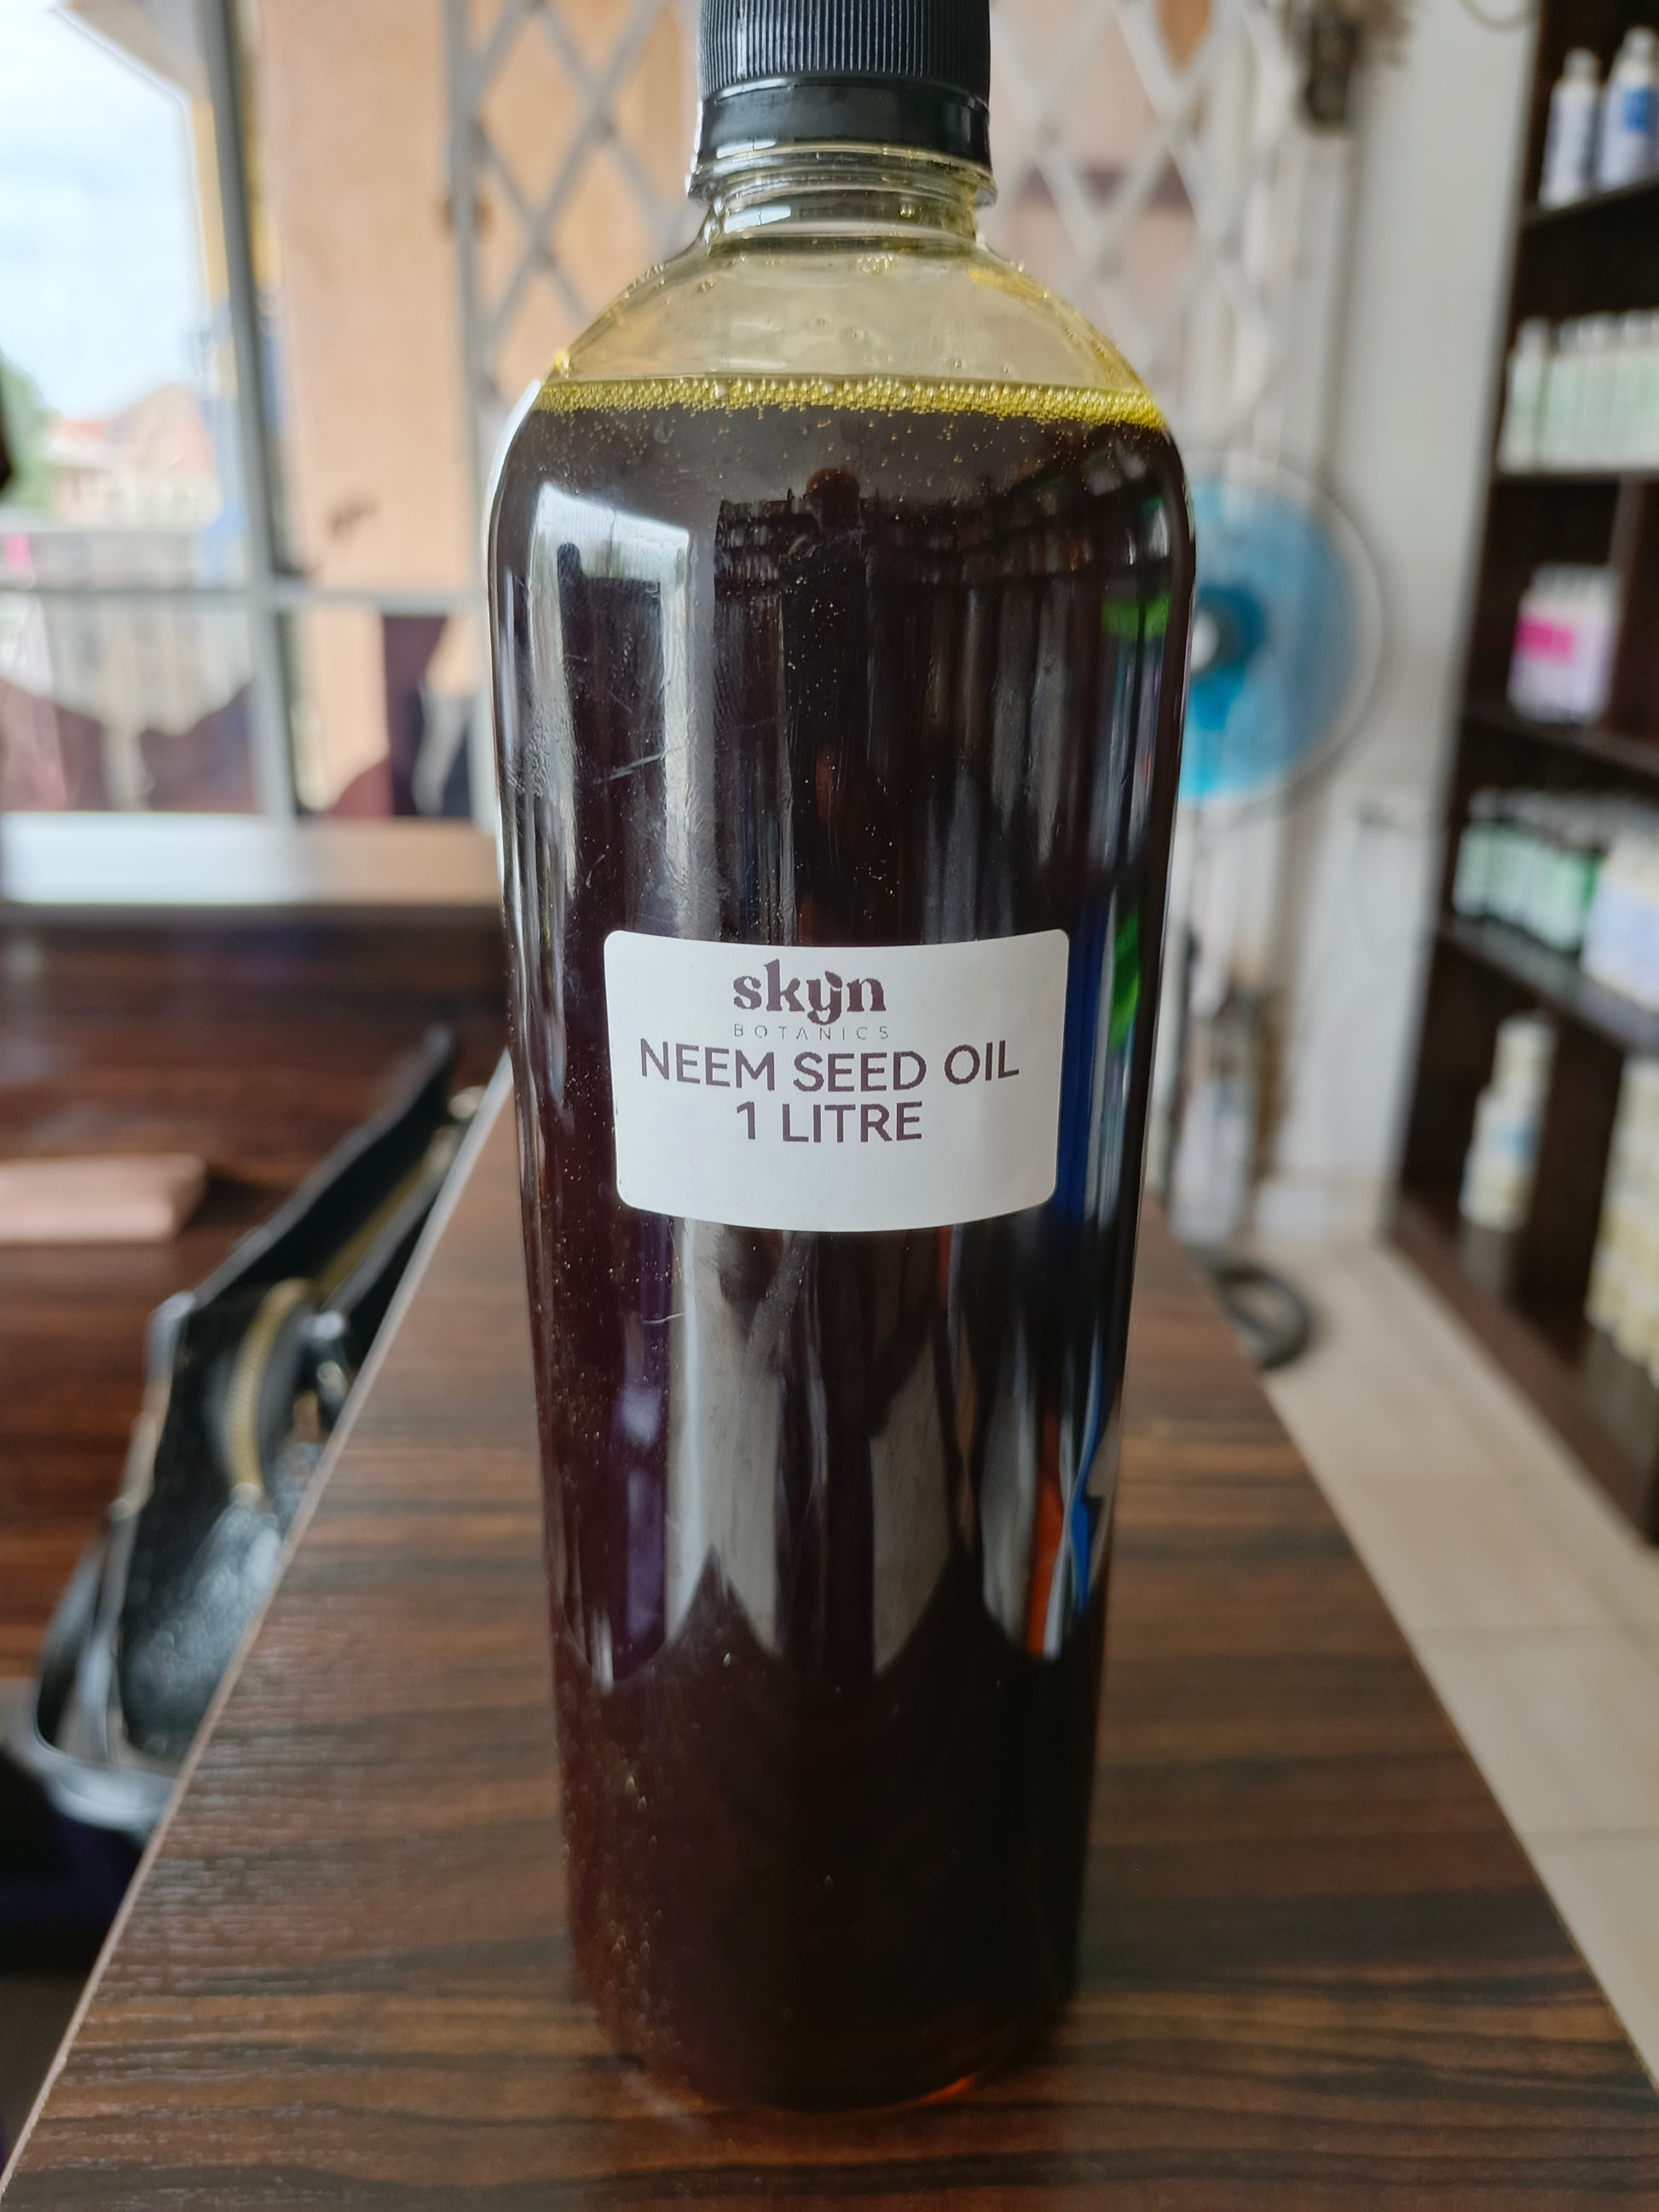 skyn
BOTANICS
NEEM SEED OIL
1 LITRE